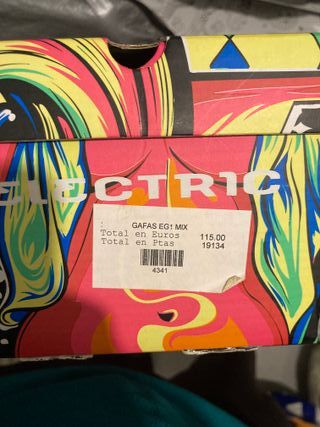 ELECTRIC
GAFAS EG1 MIX
Total en Euros 115.00
Total en Ptas 19134
4341